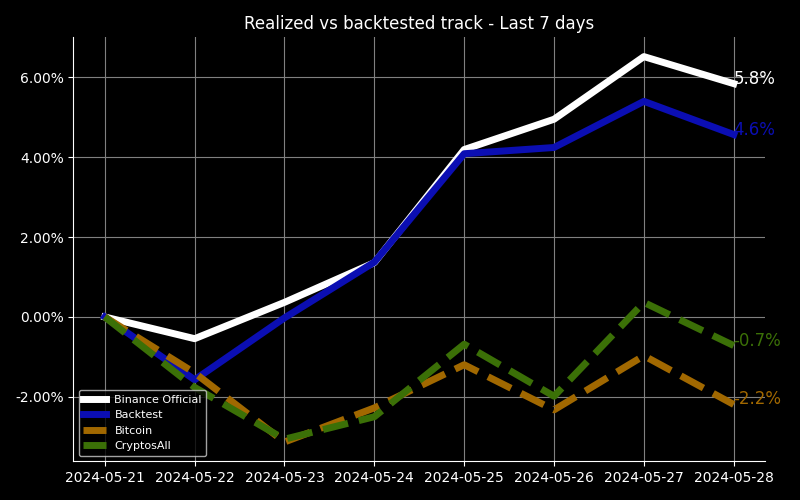 Realized vs backtested track - Last 7 days
6.00%
4.00%
2.00%
0.00%
-2.00%
5.8%
4.6%
-0.7%
-2.2%
Binance Official
Backtest
Bitcoin
CryptosAll
2024-05-21 2024-05-22 2024-05-23 2024-05-24 2024-05-25 2024-05-26 2024-05-27 2024-05-28